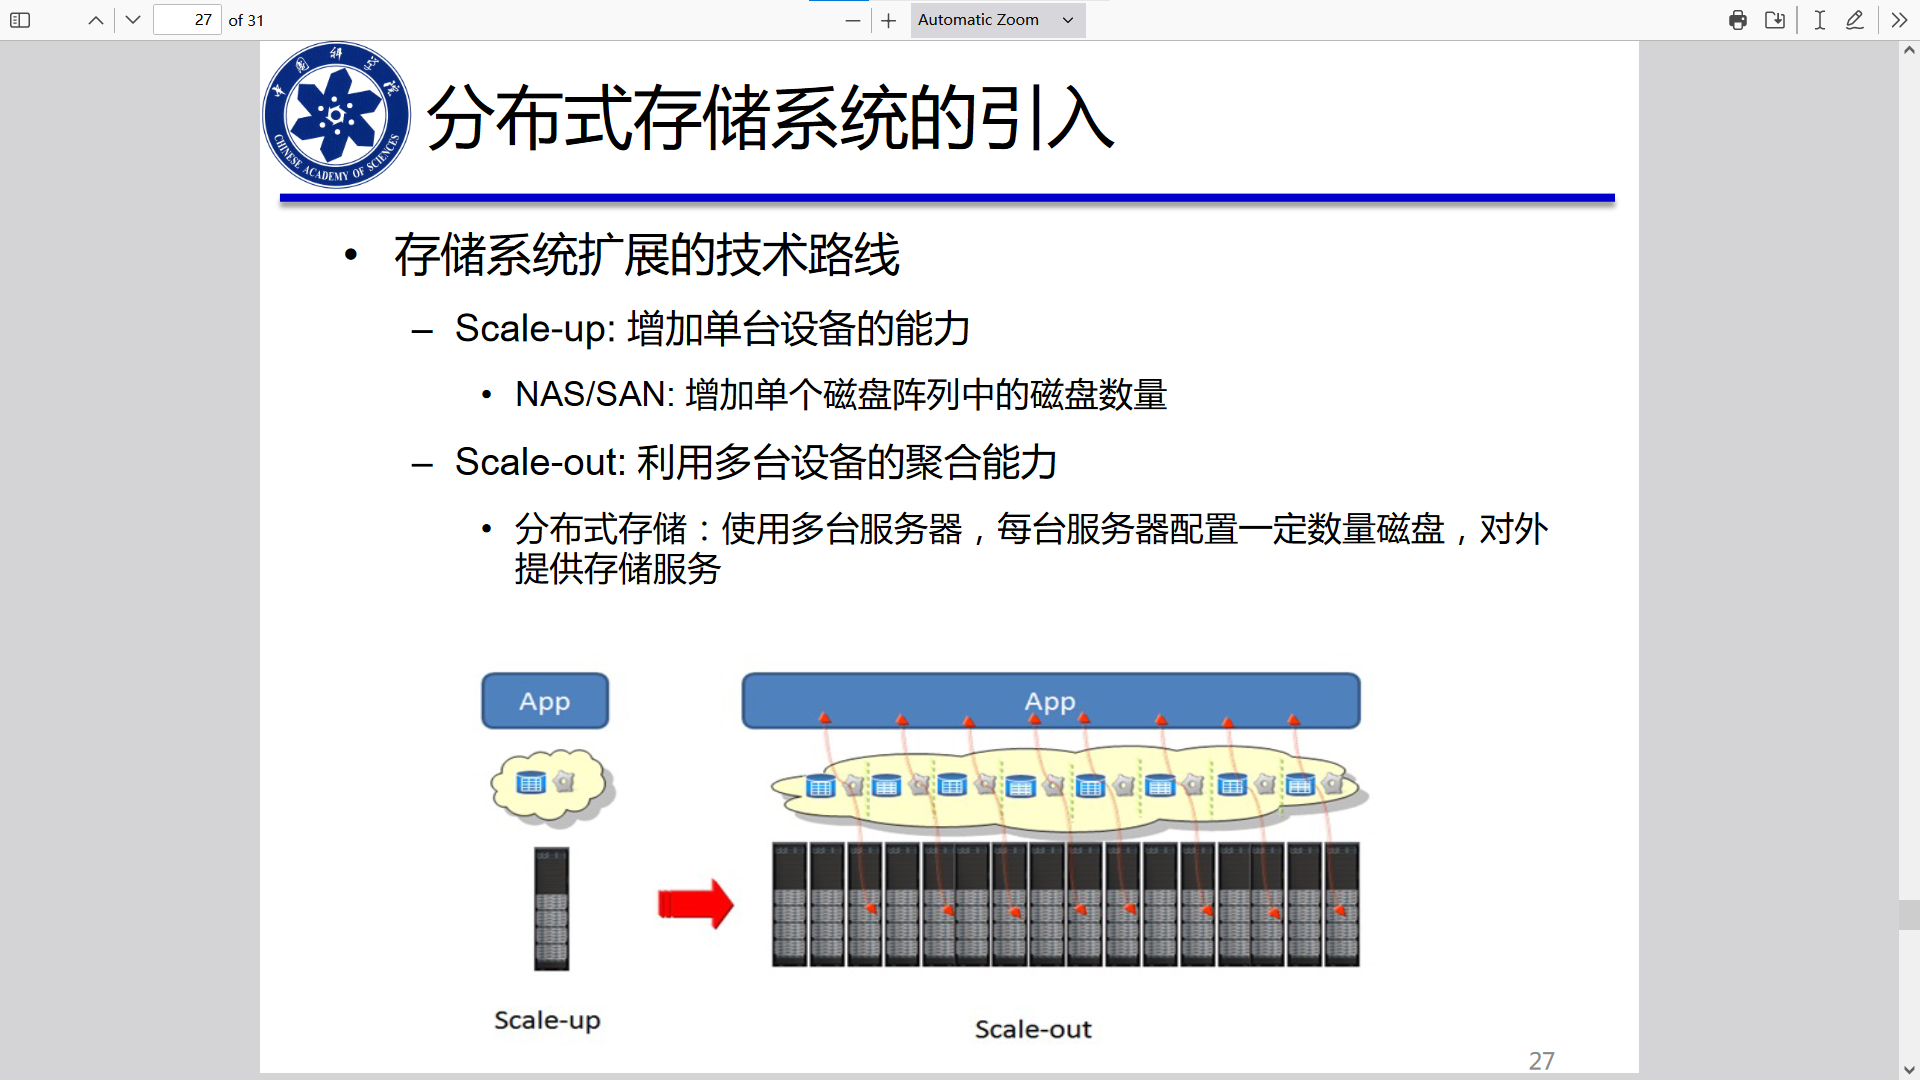 27 of 31
Automatic Zoom
中国科学院
CHINESE ACADEMY OF SCIENCES
分布式存储系统的引入
• 存储系统扩展的技术路线
– Scale-up: 增加单台设备的能力
• NAS/SAN: 增加单个磁盘阵列中的磁盘数量
– Scale-out: 利用多台设备的聚合能力
• 分布式存储：使用多台服务器，每台服务器配置一定数量磁盘，对外
提供存储服务
App
App
Scale-up
Scale-out
27